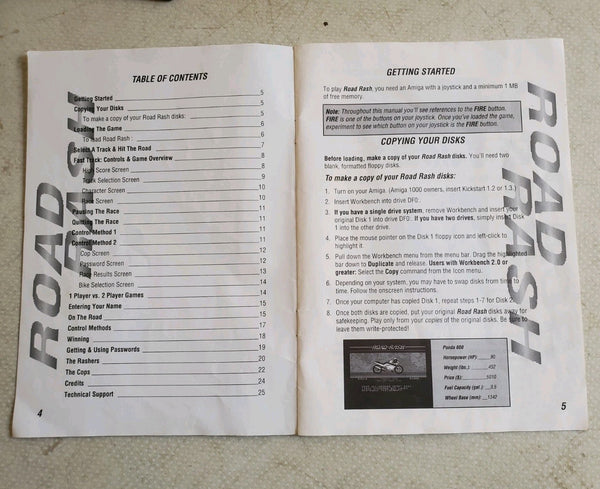 TABLE OF CONTENTS
Getting Started 5
Copying Your Disks 5
To make a copy of your Road Rash disks: 5
Loading The Game 6
To load Road Rash : 6
Select A Track & Hit The Road 7
Fast Track: Controls & Game Overview 8
High Score Screen 8
Track Selection Screen 8
Character Screen 9
Race Screen
Pausing The Race
Quitting The Race
Control Method 1
Control Method 2
Cop Screen 12
Password Screen 12
Race Results Screen
Bike Selection Screen 14
1 Player vs. 2 Player Games 14
Entering Your Name 15
On The Road 15
Control Methods 17
Winning 18
Getting & Using Passwords 19
The Rashers 20
The Cops 22
Credits 24
Technical Support 25
ROAD RASH
4
GETTING STARTED
To play Road Rash, you need an Amiga with a joystick and a minimum 1 MB
of free memory.
Note: Throughout this manual you'll see references to the FIRE button.
FIRE is one of the buttons on your joystick. Once you've loaded the game,
experiment to see which button on your joystick is the FIRE button.
COPYING YOUR DISKS
Before loading, make a copy of your Road Rash disks. You'll need two
blank, formatted floppy disks.
To make a copy of your Road Rash disks:
1. Turn on your Amiga. (Amiga 1000 owners, insert Kickstart 1.2 or 1.3.)
2. Insert Workbench into drive DF0:.
3. If you have a single drive system, remove Workbench and insert your
original Disk 1 into drive DF0:. If you have two drives, simply insert Disk
1 into the other drive.
4. Place the mouse pointer on the Disk 1 floppy icon and left-click to
highlight it.
5. Pull down the Workbench menu from the menu bar. Drag the highlighted
bar down to Duplicate and release. Users with Workbench 2.0 or
greater: Select the Copy command from the Icon menu.
6. Depending on your system, you may have to swap disks from time to
time. Follow the onscreen instructions.
7. Once your computer has copied Disk 1, repeat steps 1-7 for Disk 2.
8. Once both disks are copied, put your original Road Rash disks away for
safekeeping. Play only from your copies of the original disks. Be sure to
leave them write-protected!
ROAD RASH
Panda 600
Horsepower (HP): 90
Weight (lbs.) 452
Price ($): 5010
Fuel Capacity (gal.)
Wheel Base (mm): 1340
ROAD RASH
5